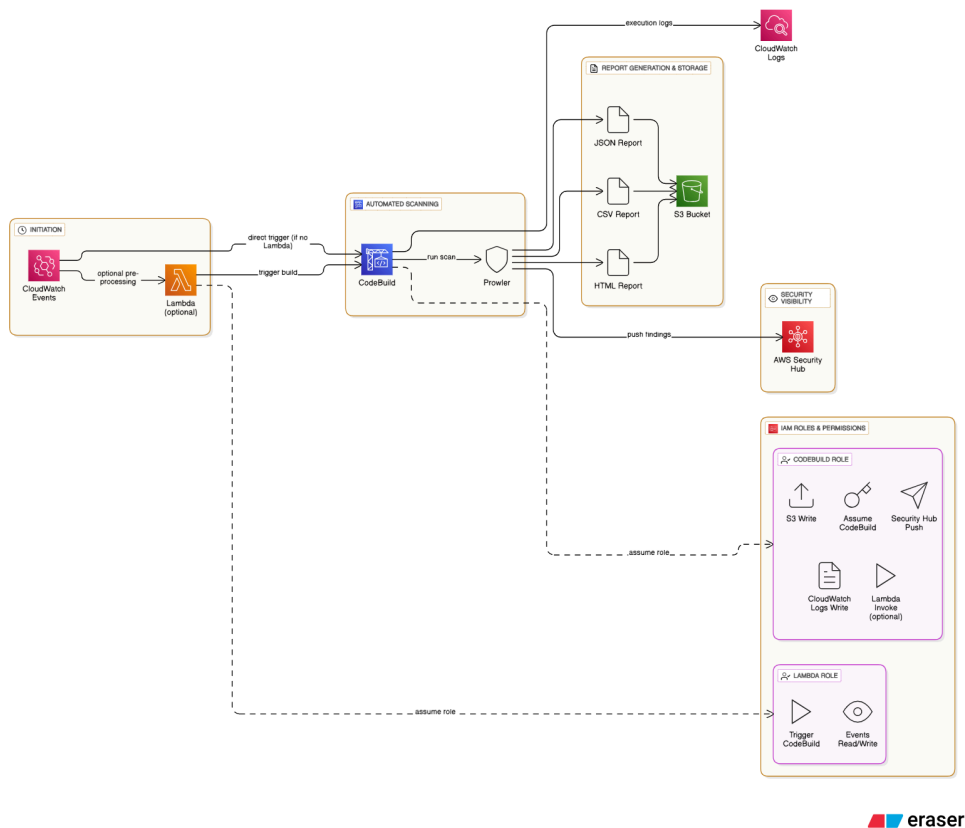 execution logs
CloudWatch
Logs
REPORT GENERATION & STORAGE
JSON Report
CSV Report
S3 Bucket
HTML Report
AUTOMATED SCANNING
run scan
CodeBuild
Prowler
INITIATION
direct trigger (if no
Lambda)
optional pre-
processing
trigger build
CloudWatch
Events
Lambda
(optional)
SECURITY
VISIBILITY
push findings
AWS Security
Hub
IAM ROLES & PERMISSIONS
CODEBUILD ROLE
S3 Write
Assume
CodeBuild
Security Hub
Push
assume role
CloudWatch
Logs Write
Lambda
Invoke
(optional)
LAMBDA ROLE
assume role
Trigger
CodeBuild
Events
Read/Write
eraser